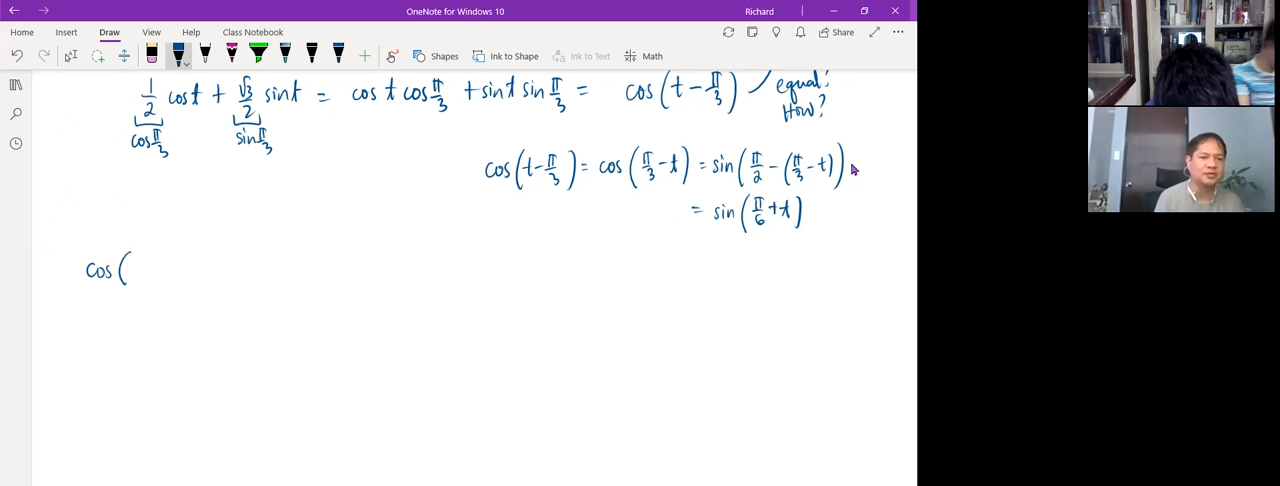 OneNote for Windows 10
Richard
Home Insert Draw View Help Class Notebook
Share
Shapes Ink to Shape Ink to Text Math
1/2 cos t + √3/2 sin t = cos t cos π/3 + sin t sin π/3 = cos(t − π/3) equal?
cos π/3 sin π/3 How?
cos(t − π/3) = cos(π/3 − t) = sin(π/2 − (π/3 − t))
= sin(π/6 + t)
cos(